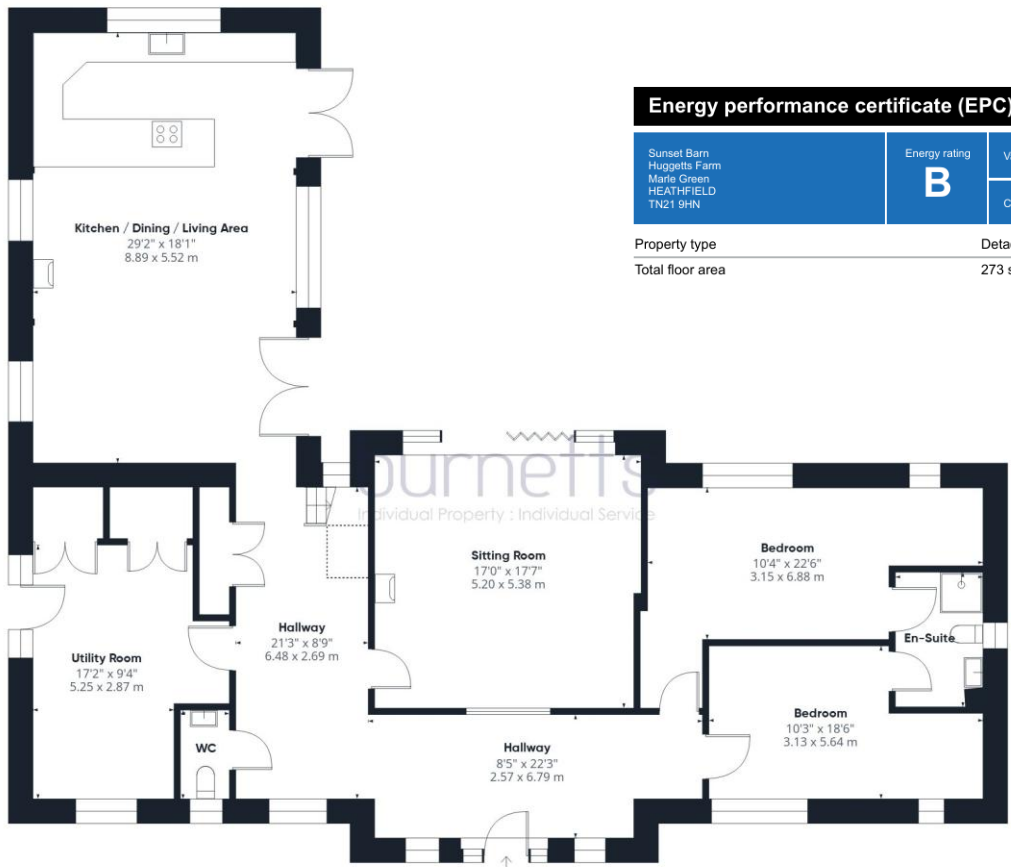 Energy performance certificate (EPC)
Sunset Barn
Huggetts Farm
Marle Green
HEATHFIELD
TN21 9HN
Energy rating
B
V
C
Property type
Deta
Total floor area
273 s
Kitchen / Dining / Living Area
29'2" x 18'1"
8.89 x 5.52 m
burnetts
Individual Property : Individual Service
Sitting Room
17'0" x 17'7"
5.20 x 5.38 m
Bedroom
10'4" x 22'6"
3.15 x 6.88 m
Hallway
21'3" x 8'9"
6.48 x 2.69 m
En-Suite
Utility Room
17'2" x 9'4"
5.25 x 2.87 m
Bedroom
10'3" x 18'6"
3.13 x 5.64 m
WC
Hallway
8'5" x 22'3"
2.57 x 6.79 m